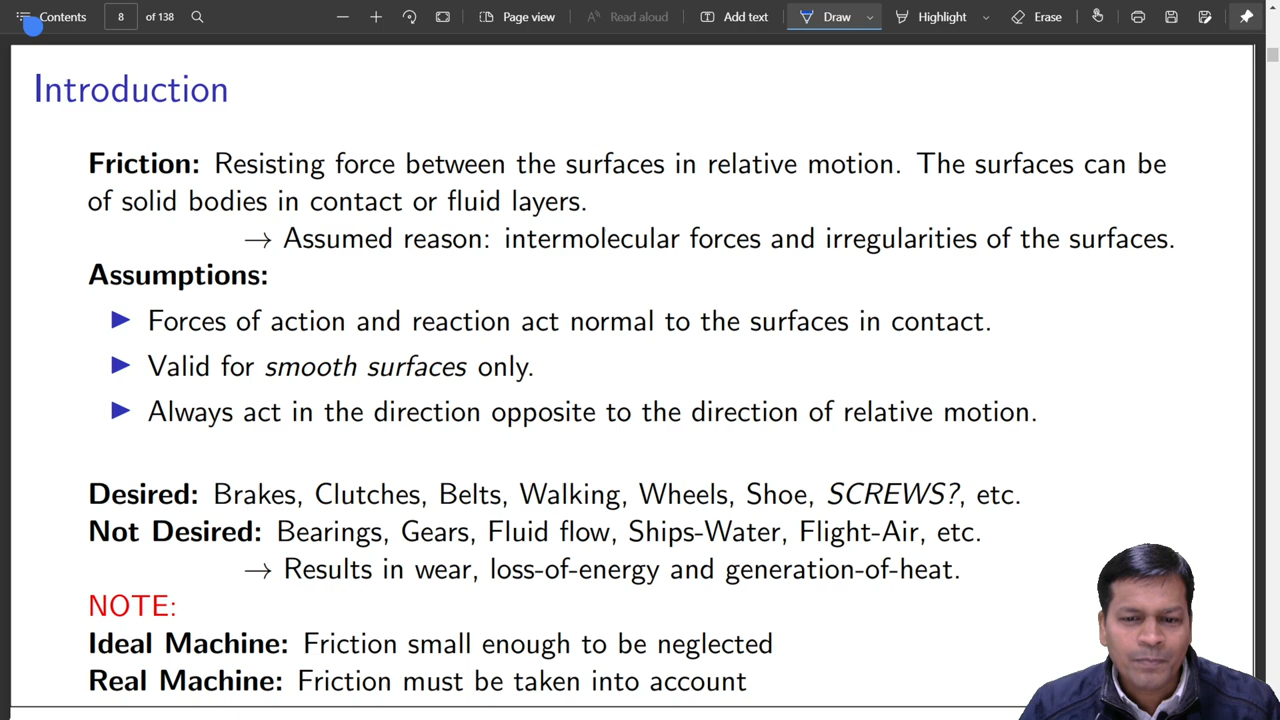 Contents 8 of 138 Page view Read aloud Add text Draw Highlight Erase
Introduction
Friction: Resisting force between the surfaces in relative motion. The surfaces can be
of solid bodies in contact or fluid layers.
→ Assumed reason: intermolecular forces and irregularities of the surfaces.
Assumptions:
▶ Forces of action and reaction act normal to the surfaces in contact.
▶ Valid for smooth surfaces only.
▶ Always act in the direction opposite to the direction of relative motion.
Desired: Brakes, Clutches, Belts, Walking, Wheels, Shoe, SCREWS?, etc.
Not Desired: Bearings, Gears, Fluid flow, Ships-Water, Flight-Air, etc.
→ Results in wear, loss-of-energy and generation-of-heat.
NOTE:
Ideal Machine: Friction small enough to be neglected
Real Machine: Friction must be taken into account